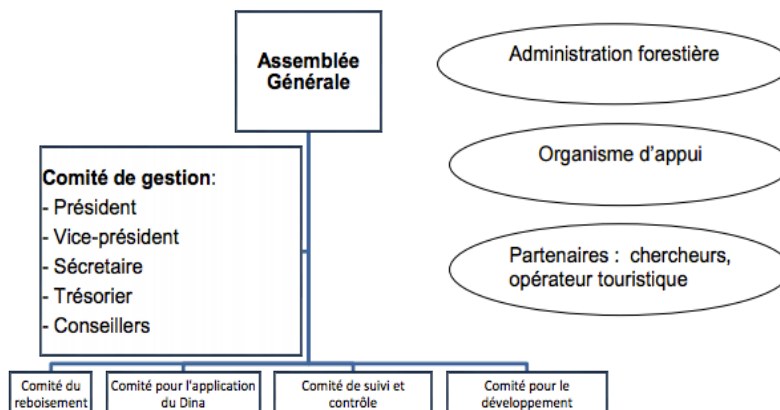 Assemblée
Générale
Administration forestière
Organisme d'appui
Partenaires : chercheurs,
opérateur touristique
Comité de gestion:
- Président
- Vice-président
- Sécretaire
- Trésorier
- Conseillers
Comité du
reboisement
Comité pour l'application
du Dina
Comité de suivi et
contrôle
Comité pour le
développement